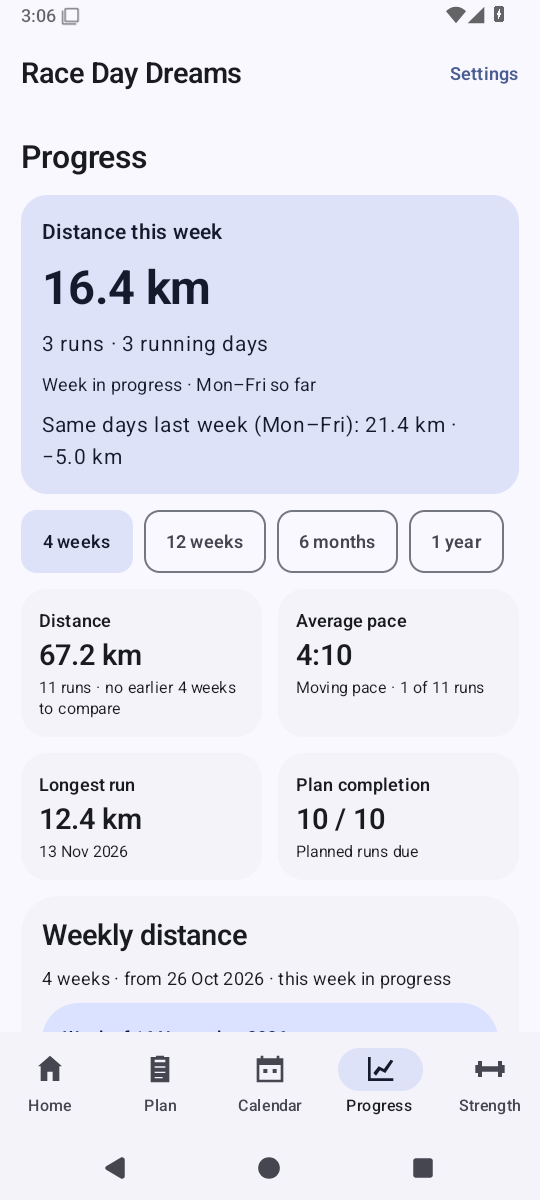 3:06
Race Day Dreams
Settings
Progress
Distance this week
16.4 km
3 runs · 3 running days
Week in progress · Mon–Fri so far
Same days last week (Mon–Fri): 21.4 km ·
−5.0 km
4 weeks
12 weeks
6 months
1 year
Distance
67.2 km
11 runs · no earlier 4 weeks
to compare
Average pace
4:10
Moving pace · 1 of 11 runs
Longest run
12.4 km
13 Nov 2026
Plan completion
10 / 10
Planned runs due
Weekly distance
4 weeks · from 26 Oct 2026 · this week in progress
Home
Plan
Calendar
Progress
Strength